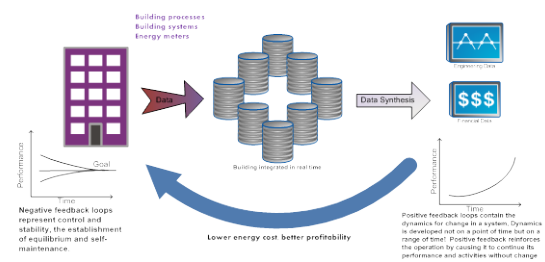 Building processes
Building systems
Energy meters
Data
Data Synthesis
Engineering Data
$$$
Financial Data
Building Integrated in real time
Performance
Goal
Time
Negative feedback loops
represent control and
stability, the establishment
of equilibrium and self-
maintenance.
Lower energy cost better profitability
Performance
Time
Positive feedback loops contain the
dynamics for change in a system. Dynamics
is developed not on a point of time but on a
range of time! Positive feedback reinforces
the operation by causing it to continue its
performance and activities without change